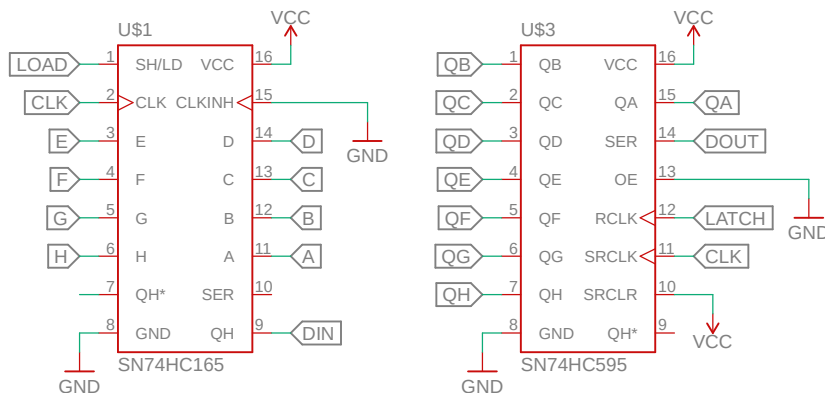 U$1
VCC
LOAD 1 SH/LD VCC 16
CLK 2 CLK CLKINH 15
GND
E 3 E D 14 D
F 4 F C 13 C
G 5 G B 12 B
H 6 H A 11 A
7 QH* SER 10
8 GND QH 9 DIN
GND
SN74HC165
U$3
VCC
QB 1 QB VCC 16
QC 2 QC QA 15 QA
QD 3 QD SER 14 DOUT
QE 4 QE OE 13
GND
QF 5 QF RCLK 12 LATCH
QG 6 QG SRCLK 11 CLK
QH 7 QH SRCLR 10
VCC
8 GND QH* 9
GND
SN74HC595